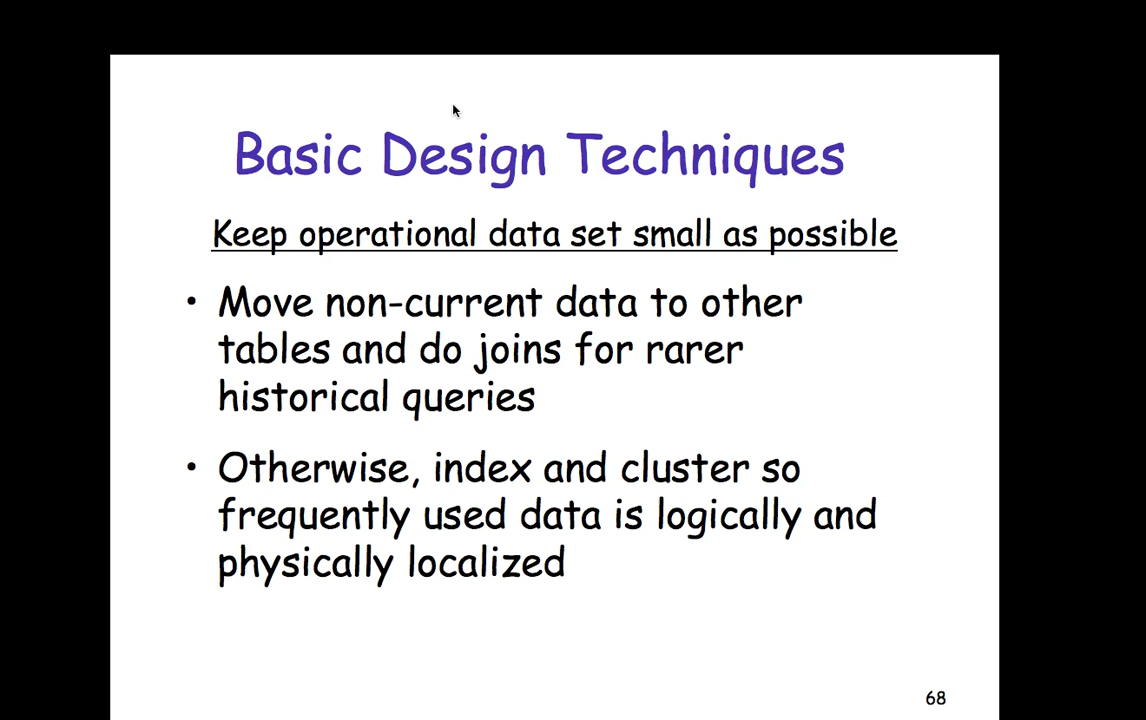 Basic Design Techniques
Keep operational data set small as possible
• Move non-current data to other
tables and do joins for rarer
historical queries
• Otherwise, index and cluster so
frequently used data is logically and
physically localized
68